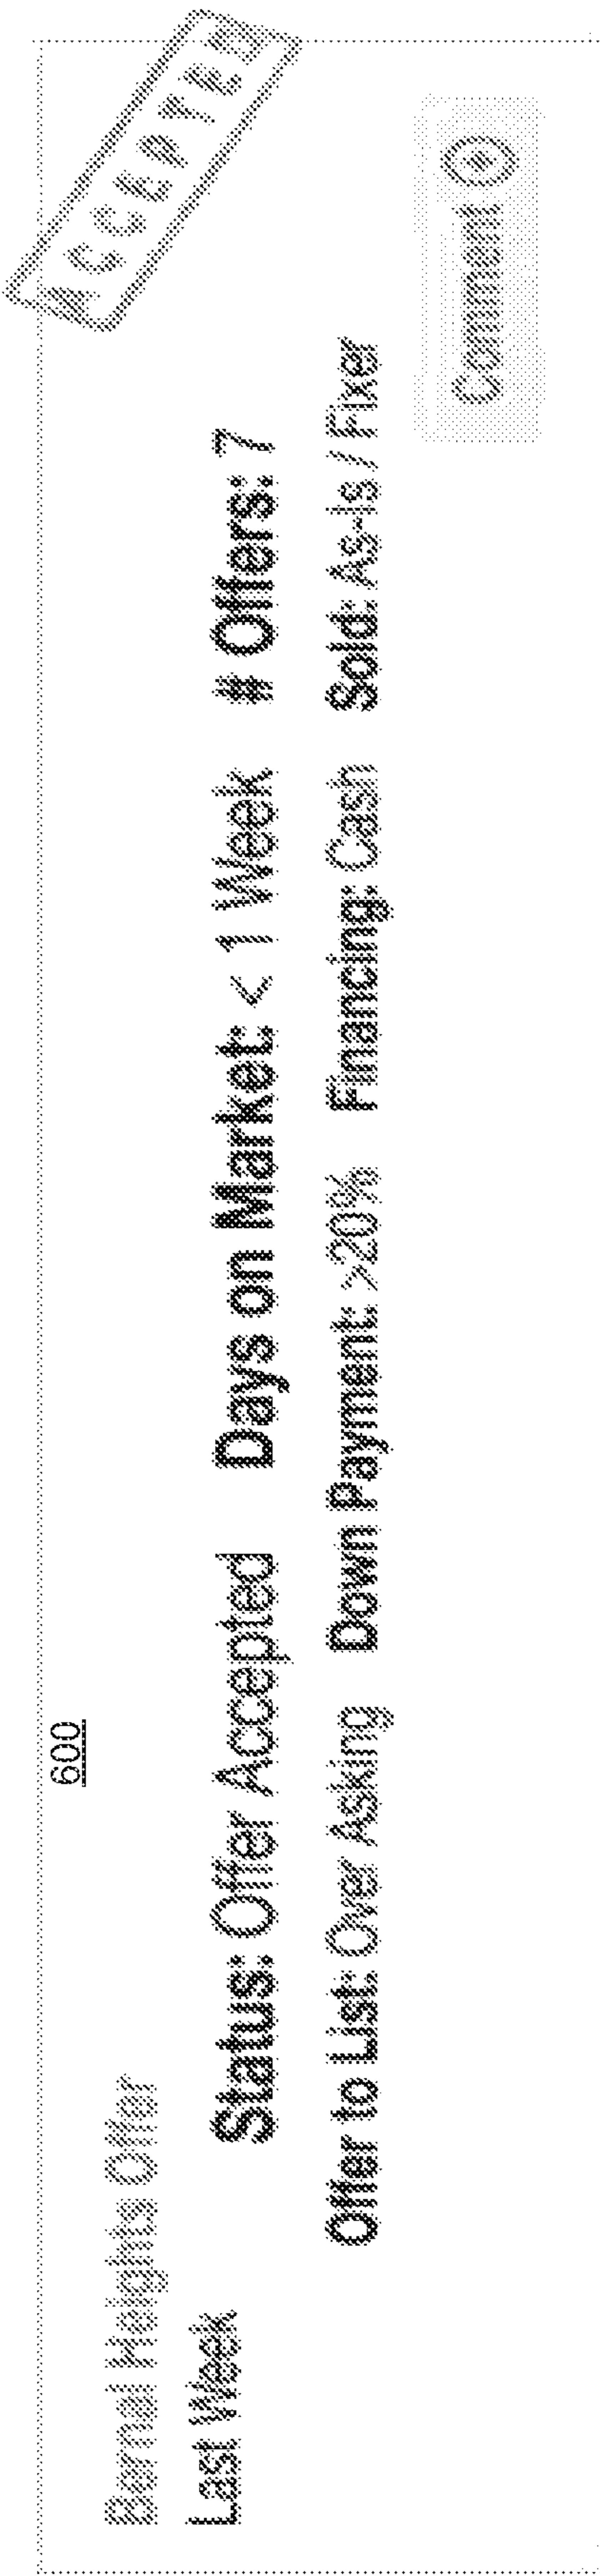 600
ACCEPTED
Bernal Heights Offer
Last Week
Status: Offer Accepted Days on Market: < 1 Week # Offers: 7
Offer to List: Over Asking Down Payment: >20% Financing: Cash Sold: As-Is / Fixer
Comment